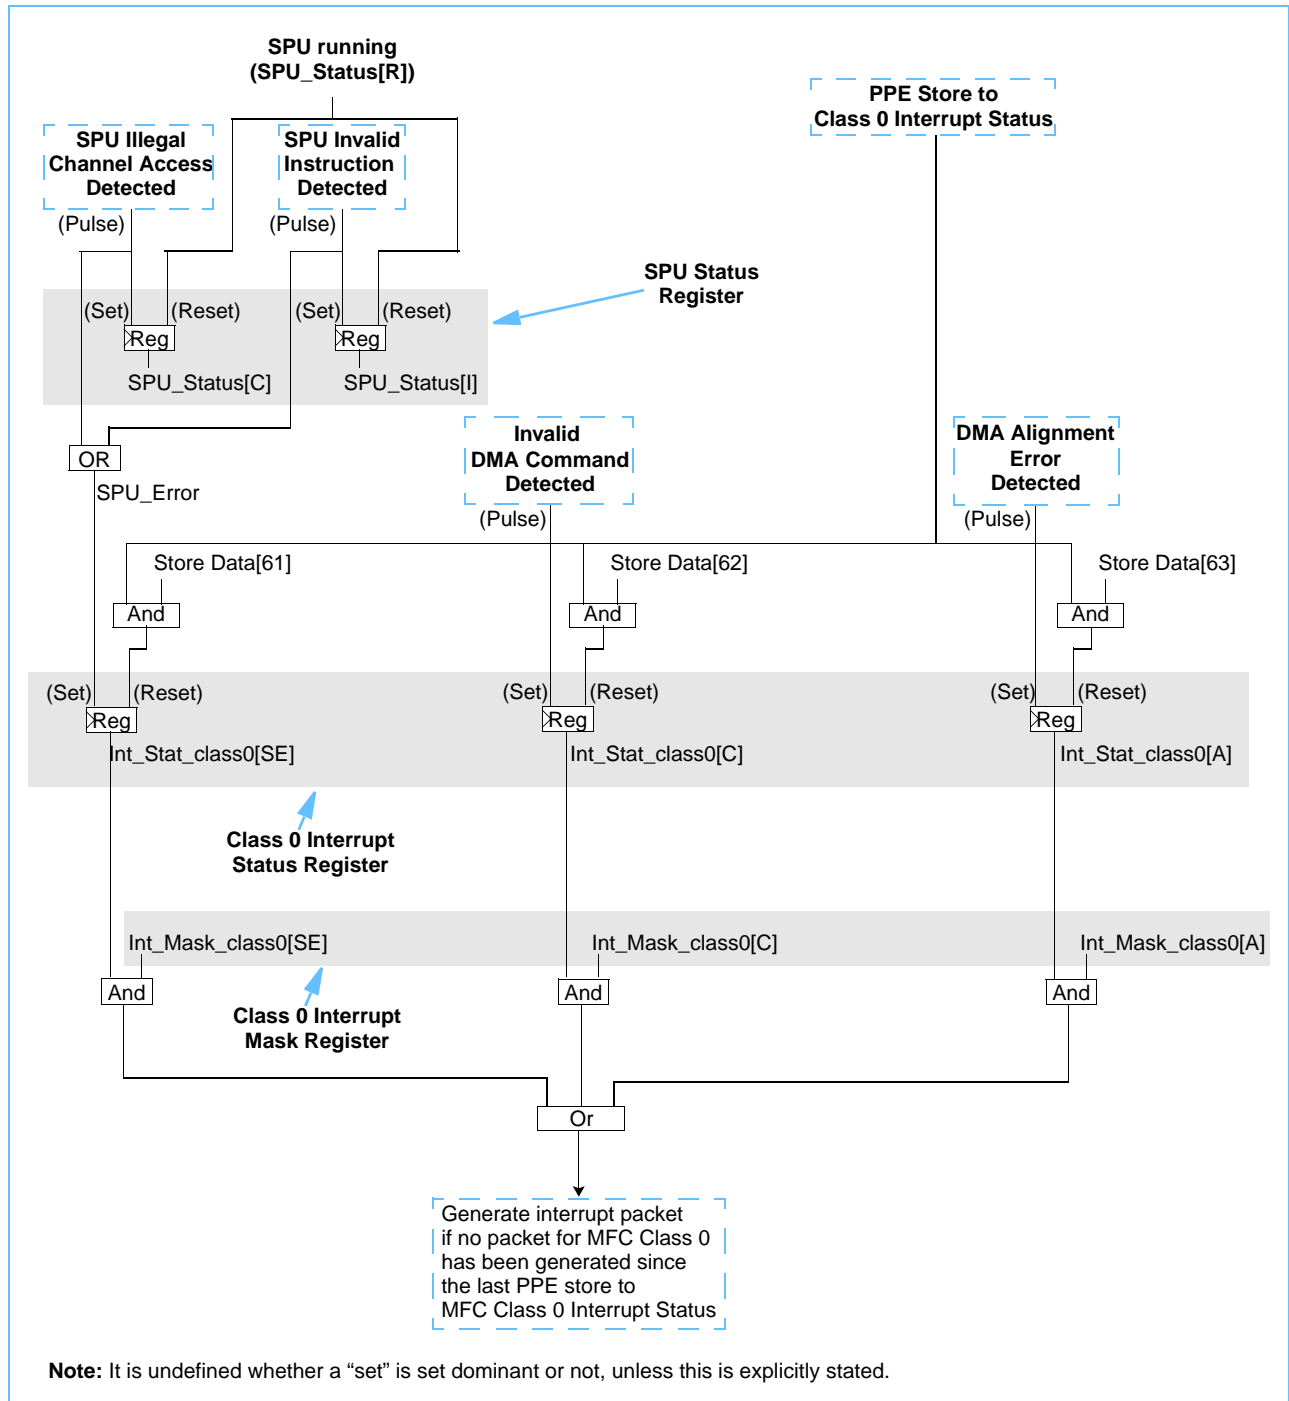 SPU running
(SPU_Status[R])
PPE Store to
Class 0 Interrupt Status
SPU Illegal
Channel Access
Detected
SPU Invalid
Instruction
Detected
(Pulse)
(Pulse)
SPU Status
Register
(Set)
(Reset)
(Set)
(Reset)
Reg
Reg
SPU_Status[C]
SPU_Status[I]
OR
SPU_Error
Invalid
DMA Command
Detected
DMA Alignment
Error
Detected
(Pulse)
(Pulse)
Store Data[61]
Store Data[62]
Store Data[63]
And
And
And
(Set)
(Reset)
(Set)
(Reset)
(Set)
(Reset)
Reg
Reg
Reg
Int_Stat_class0[SE]
Int_Stat_class0[C]
Int_Stat_class0[A]
Class 0 Interrupt
Status Register
Int_Mask_class0[SE]
Int_Mask_class0[C]
Int_Mask_class0[A]
And
And
And
Class 0 Interrupt
Mask Register
Or
Generate interrupt packet
if no packet for MFC Class 0
has been generated since
the last PPE store to
MFC Class 0 Interrupt Status
Note: It is undefined whether a “set” is set dominant or not, unless this is explicitly stated.